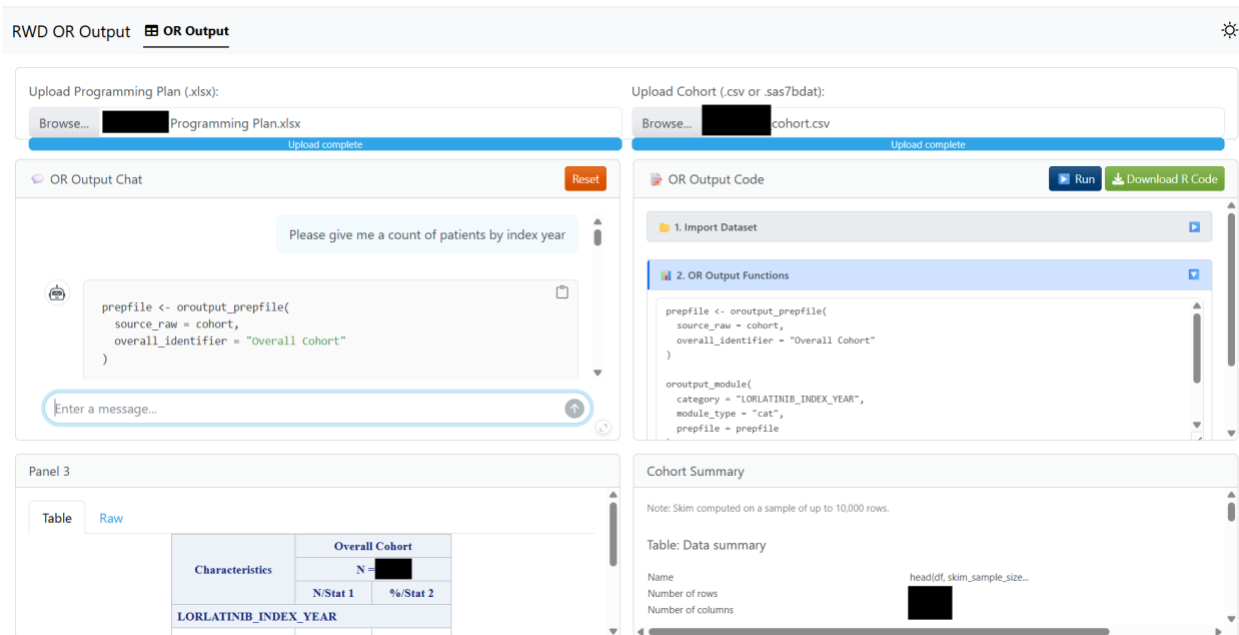 RWD OR Output OR Output
Upload Programming Plan (.xlsx):
Browse... Programming Plan.xlsx
Upload complete
Upload Cohort (.csv or .sas7bdat):
Browse... cohort.csv
Upload complete
OR Output Chat
Reset
Please give me a count of patients by index year
prepfile <- oroutput_prepfile(
source_raw = cohort,
overall_identifier = "Overall Cohort"
)
Enter a message...
OR Output Code
Run
Download R Code
1. Import Dataset
2. OR Output Functions
prepfile <- oroutput_prepfile(
source_raw = cohort,
overall_identifier = "Overall Cohort"
)
oroutput_module(
category = "LORLATINIB_INDEX_YEAR",
module_type = "cat",
prepfile = prepfile
Panel 3
Table Raw
Characteristics
Overall Cohort
N =
N/Stat 1 %/Stat 2
LORLATINIB_INDEX_YEAR
Cohort Summary
Note: Skim computed on a sample of up to 10,000 rows.
Table: Data summary
Name head(df, skim_sample_size...
Number of rows
Number of columns